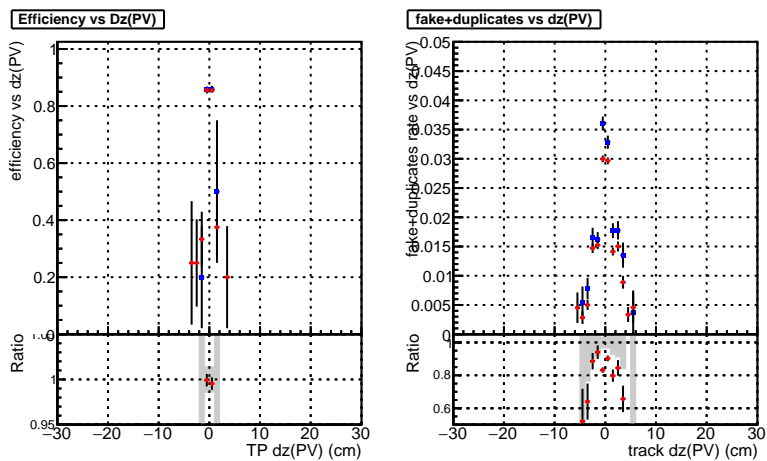 Efficiency vs Dz(PV)
efficiency vs dz(PV)
1
0.8
0.6
0.4
0.2
0
Ratio
1
0.95
−30 −20 −10 0 10 20 30
TP dz(PV) (cm)
fake+duplicates vs dz(PV)
fake+duplicates rate vs dz(PV)
0.05
0.045
0.04
0.035
0.03
0.025
0.02
0.015
0.01
0.005
0
Ratio
0.8
0.6
−30 −20 −10 0 10 20 30
track dz(PV) (cm)